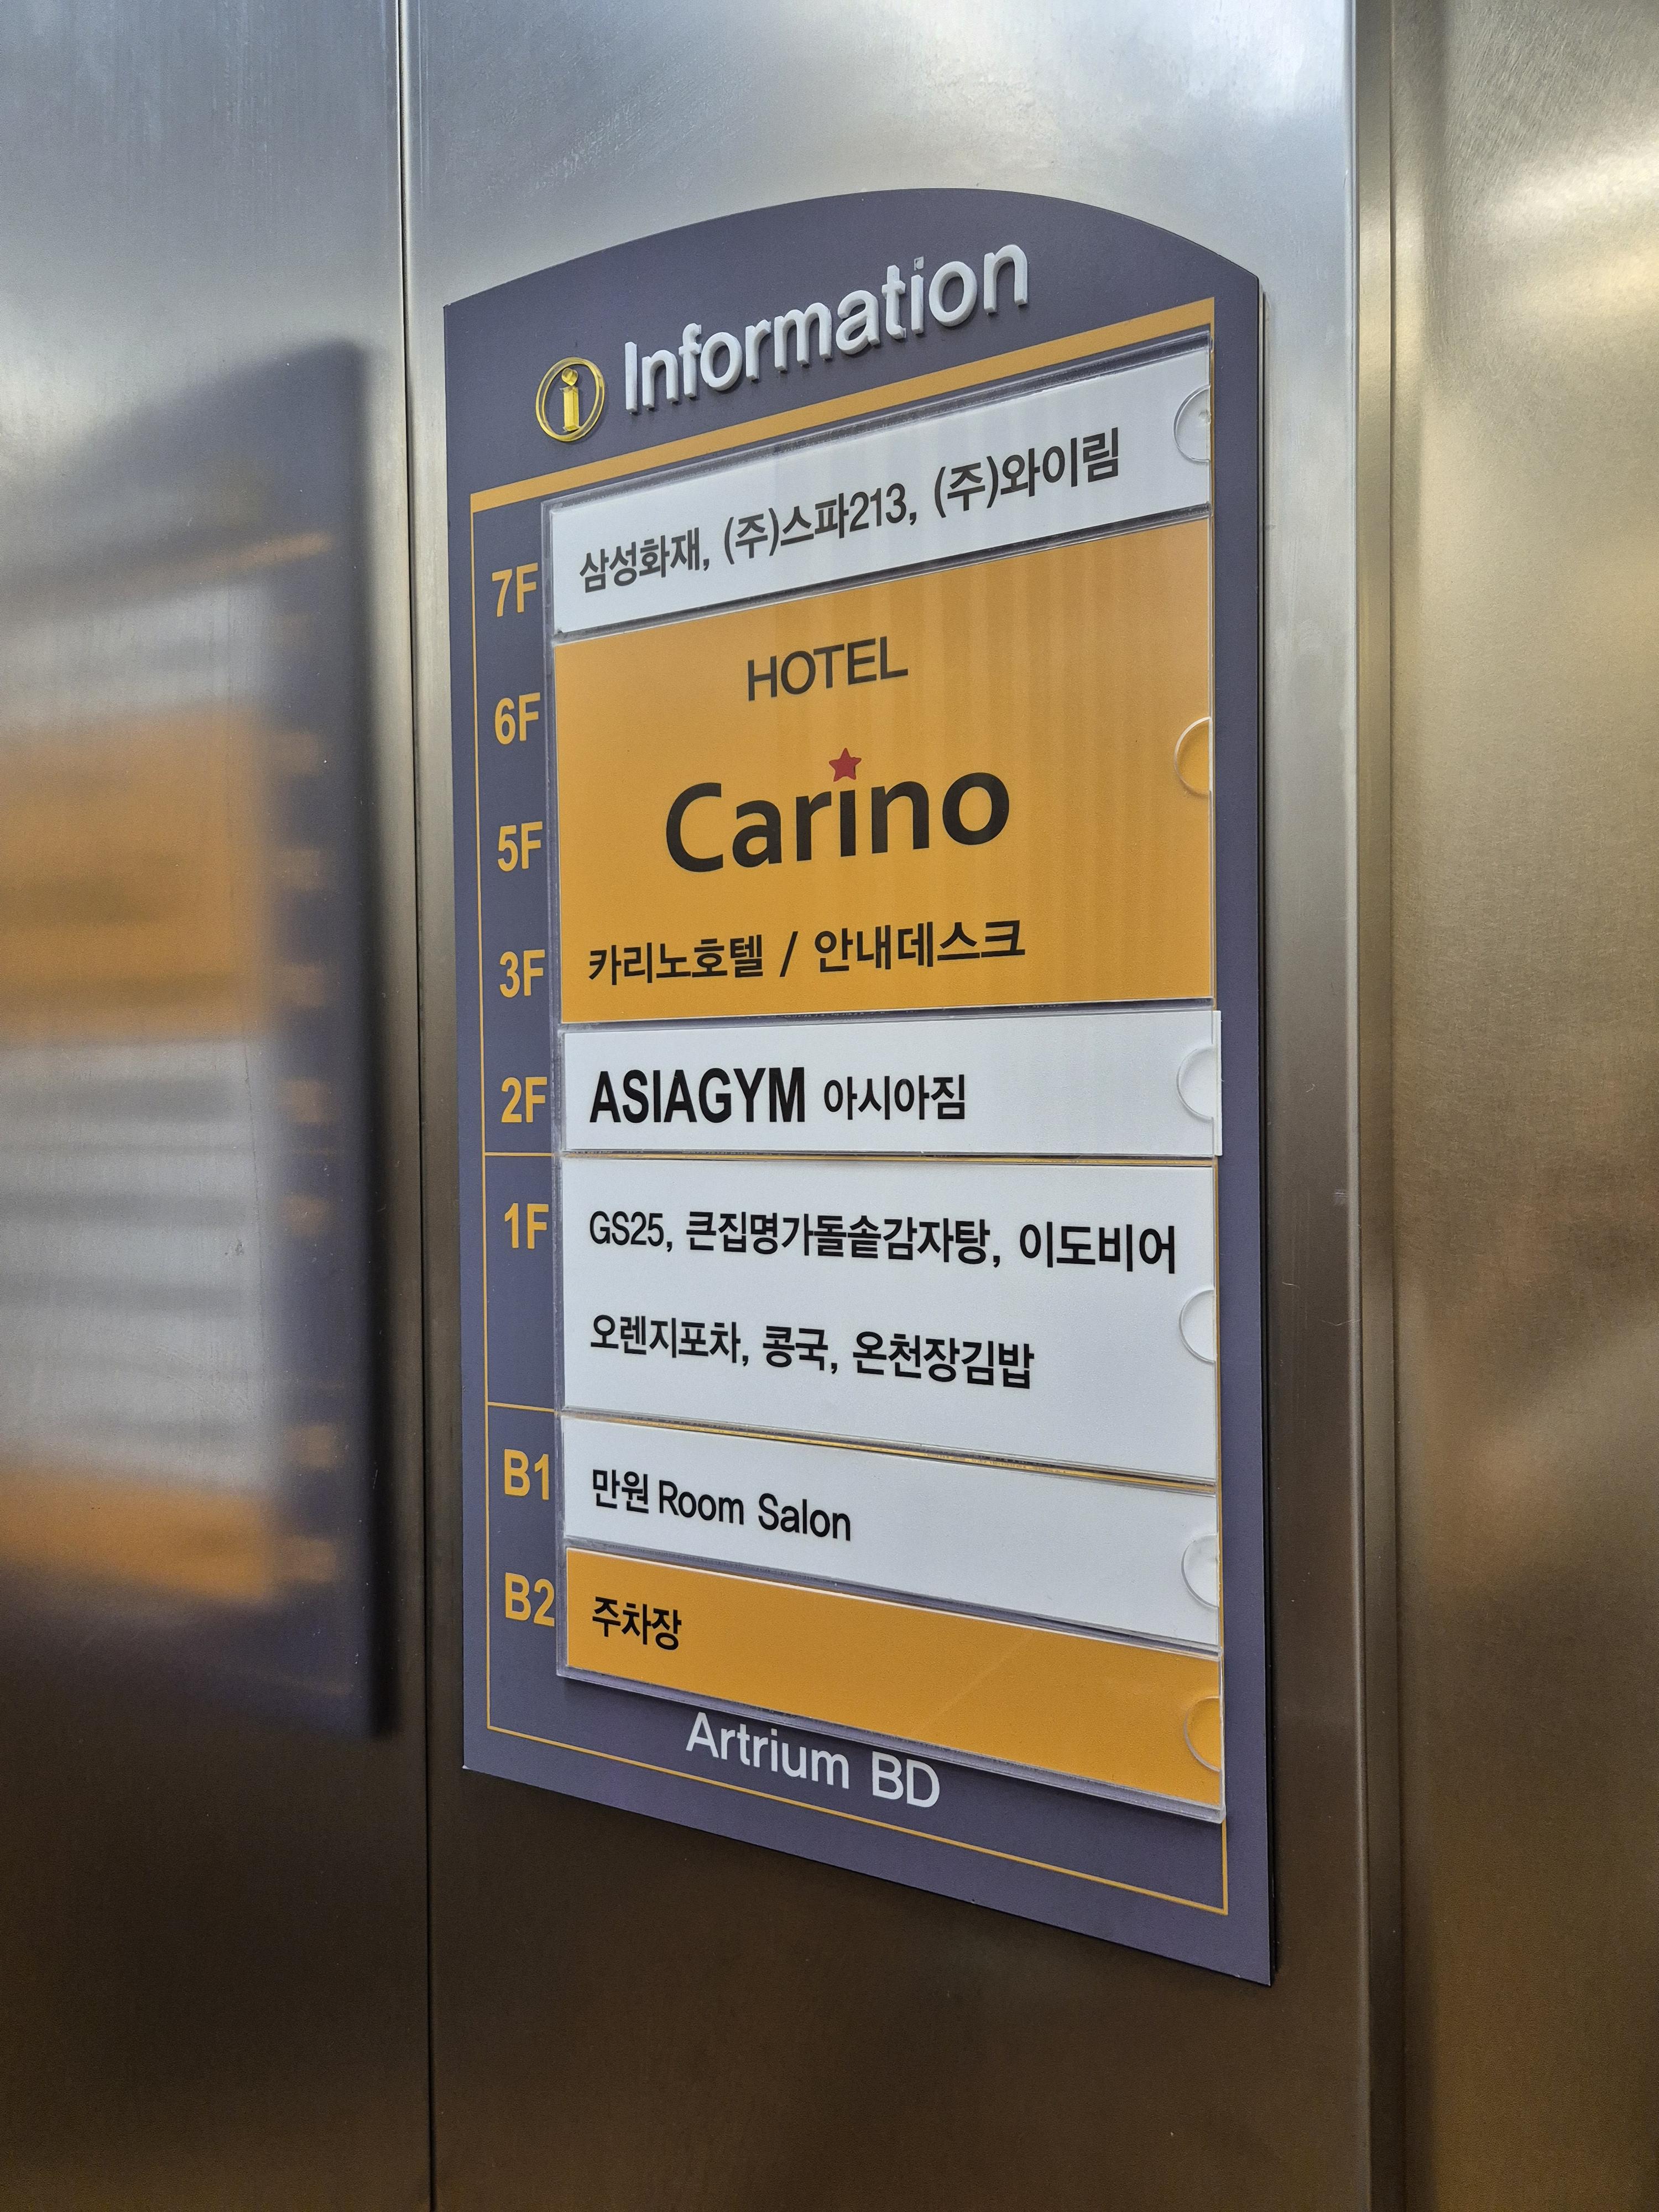 i Information
7F 삼성화재, (주)스파213, (주)와이림
HOTEL
6F
Carino
5F
3F 카리노호텔 / 안내데스크
2F ASIAGYM 아시아짐
1F GS25, 큰집명가돌솥감자탕, 이도비어
오렌지포차, 콩국, 온천장김밥
B1 만원 Room Salon
B2 주차장
Artrium BD